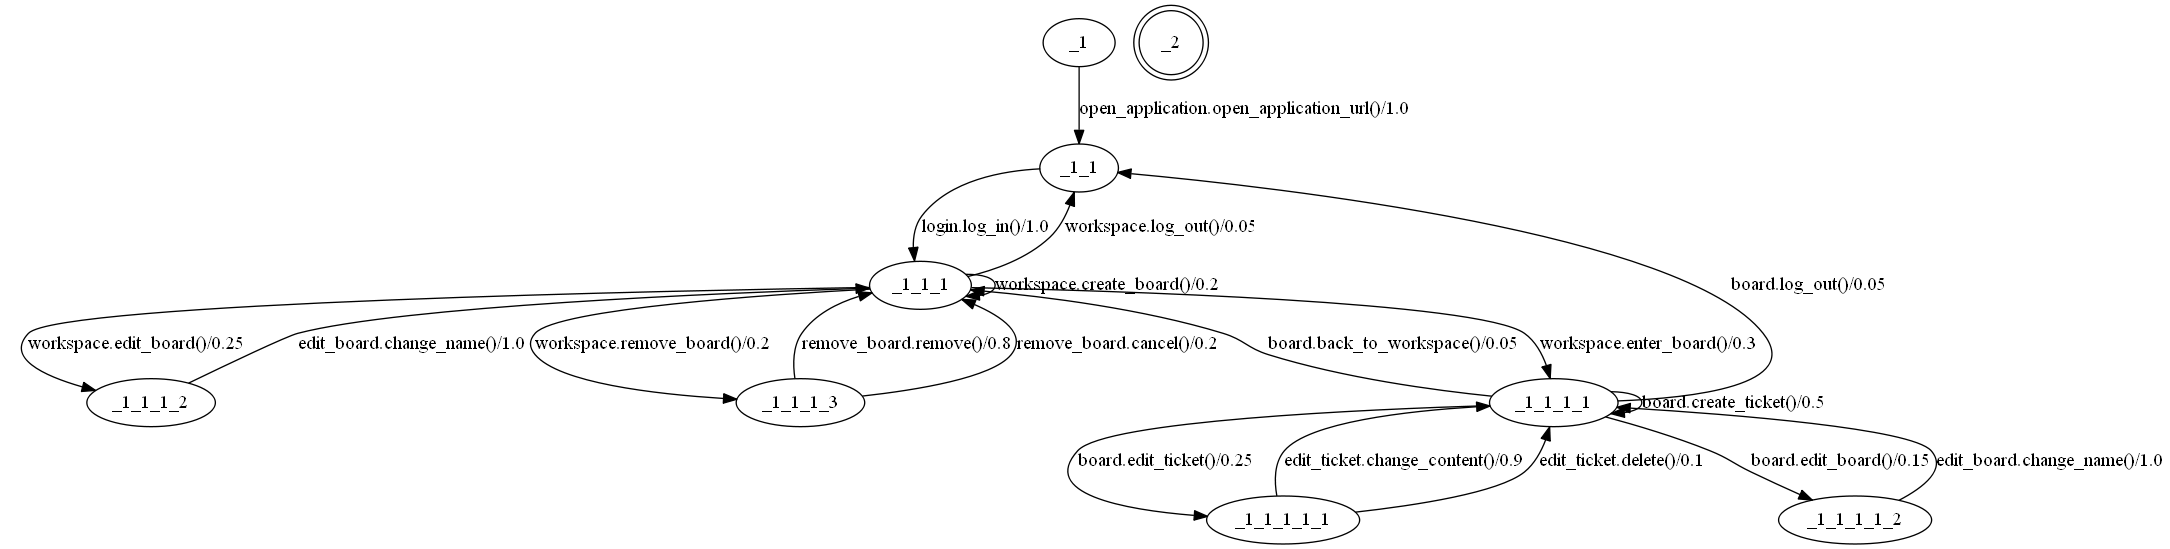 _1
_2
open_application.open_application_url()/1.0
_1_1
login.log_in()/1.0
workspace.log_out()/0.05
_1_1_1
workspace.create_board()/0.2
board.log_out()/0.05
workspace.edit_board()/0.25
edit_board.change_name()/1.0
workspace.remove_board()/0.2
remove_board.remove()/0.8
remove_board.cancel()/0.2
board.back_to_workspace()/0.05
workspace.enter_board()/0.3
_1_1_1_2
_1_1_1_3
_1_1_1_1
board.create_ticket()/0.5
board.edit_ticket()/0.25
edit_ticket.change_content()/0.9
edit_ticket.delete()/0.1
board.edit_board()/0.15
edit_board.change_name()/1.0
_1_1_1_1_1
_1_1_1_1_2